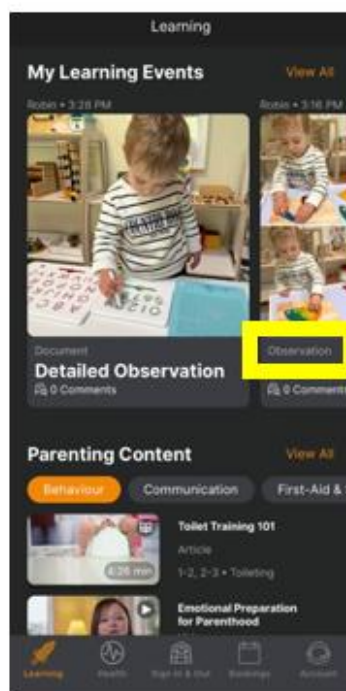 Learning
My Learning Events View All
Robin • 3:28 PM Robin • 3:16 PM
Document Observation
Detailed Observation
0 Comments 0 Comments
Parenting Content View All
Behaviour Communication First-Aid &
Toilet Training 101
Article
4:26 min 1-2, 2-3 • Toileting
Emotional Preparation
for Parenthood
Learning Health Sign In & Out Bookings Account